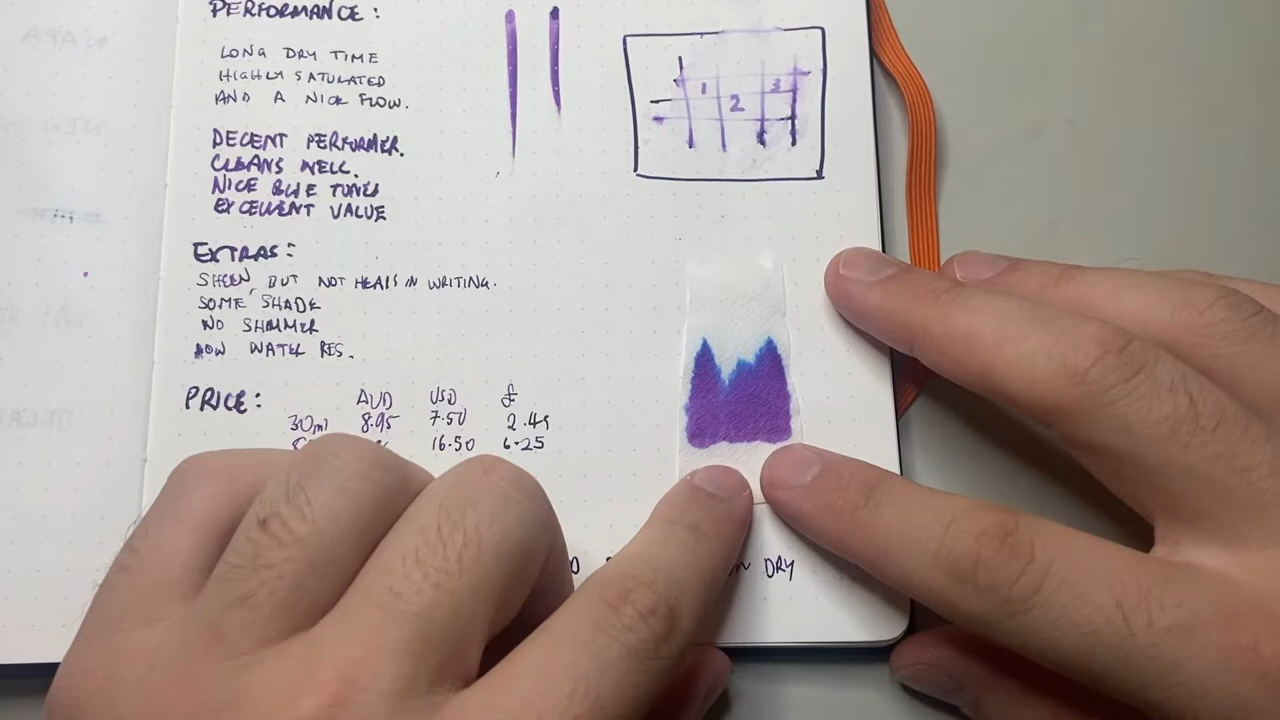 PERFORMANCE:
LONG DRY TIME
HIGHLY SATURATED
AND A NICE FLOW.
DECENT PERFORMER.
CLEANS WELL.
NICE BLUE TONES
EXCELLENT VALUE
1 2 3
EXTRAS:
SHEEN, BUT NOT HEAPS IN WRITING.
SOME SHADE
NO SHIMMER
LOW WATER RES.
PRICE: AUD USD £
30ml 8.95 7.50 2.45
16.50 6.25
DRY